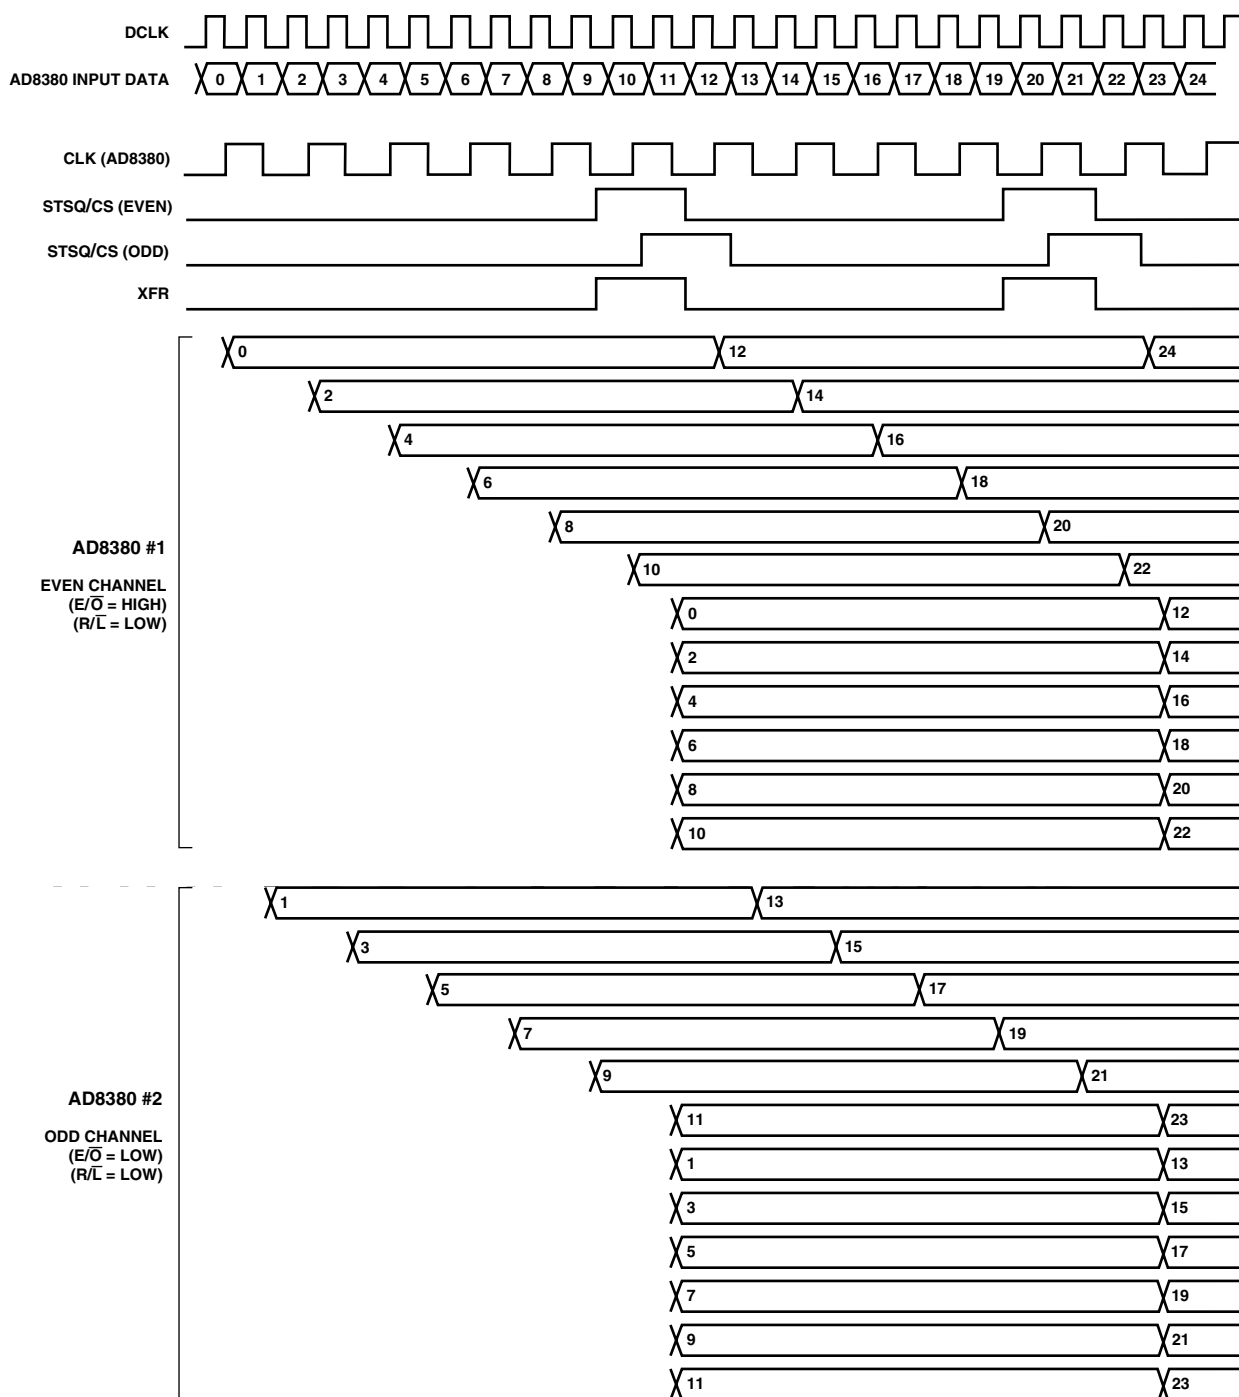 DCLK
AD8380 INPUT DATA 0 1 2 3 4 5 6 7 8 9 10 11 12 13 14 15 16 17 18 19 20 21 22 23 24
CLK (AD8380)
STSQ/CS (EVEN)
STSQ/CS (ODD)
XFR
AD8380 #1
EVEN CHANNEL
(E/O̅ = HIGH)
(R/L̅ = LOW)
0 12 24
2 14
4 16
6 18
8 20
10 22
0 12
2 14
4 16
6 18
8 20
10 22
AD8380 #2
ODD CHANNEL
(E/O̅ = LOW)
(R/L̅ = LOW)
1 13
3 15
5 17
7 19
9 21
11 23
1 13
3 15
5 17
7 19
9 21
11 23